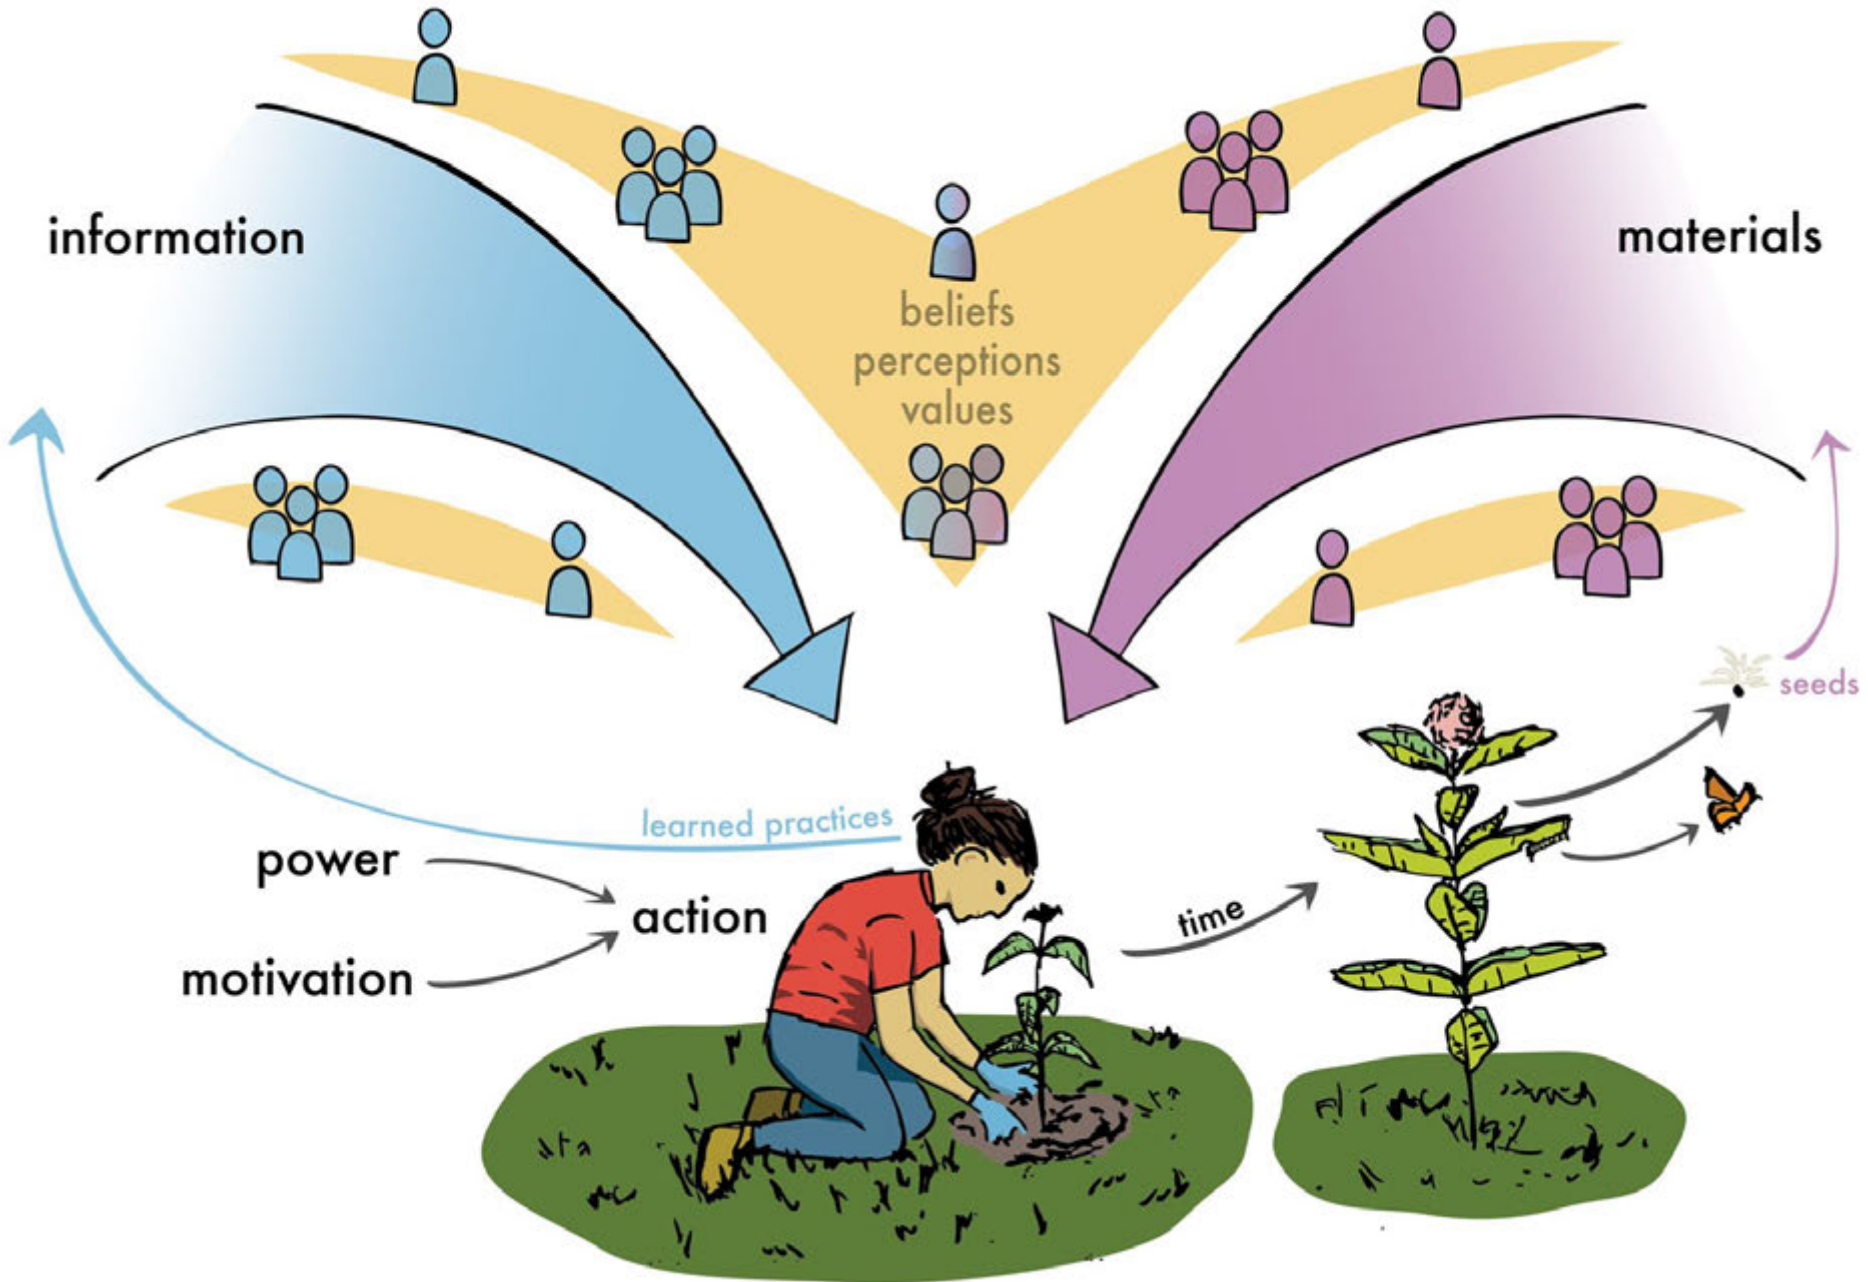 information
materials
beliefs
perceptions
values
seeds
learned practices
power
action
time
motivation